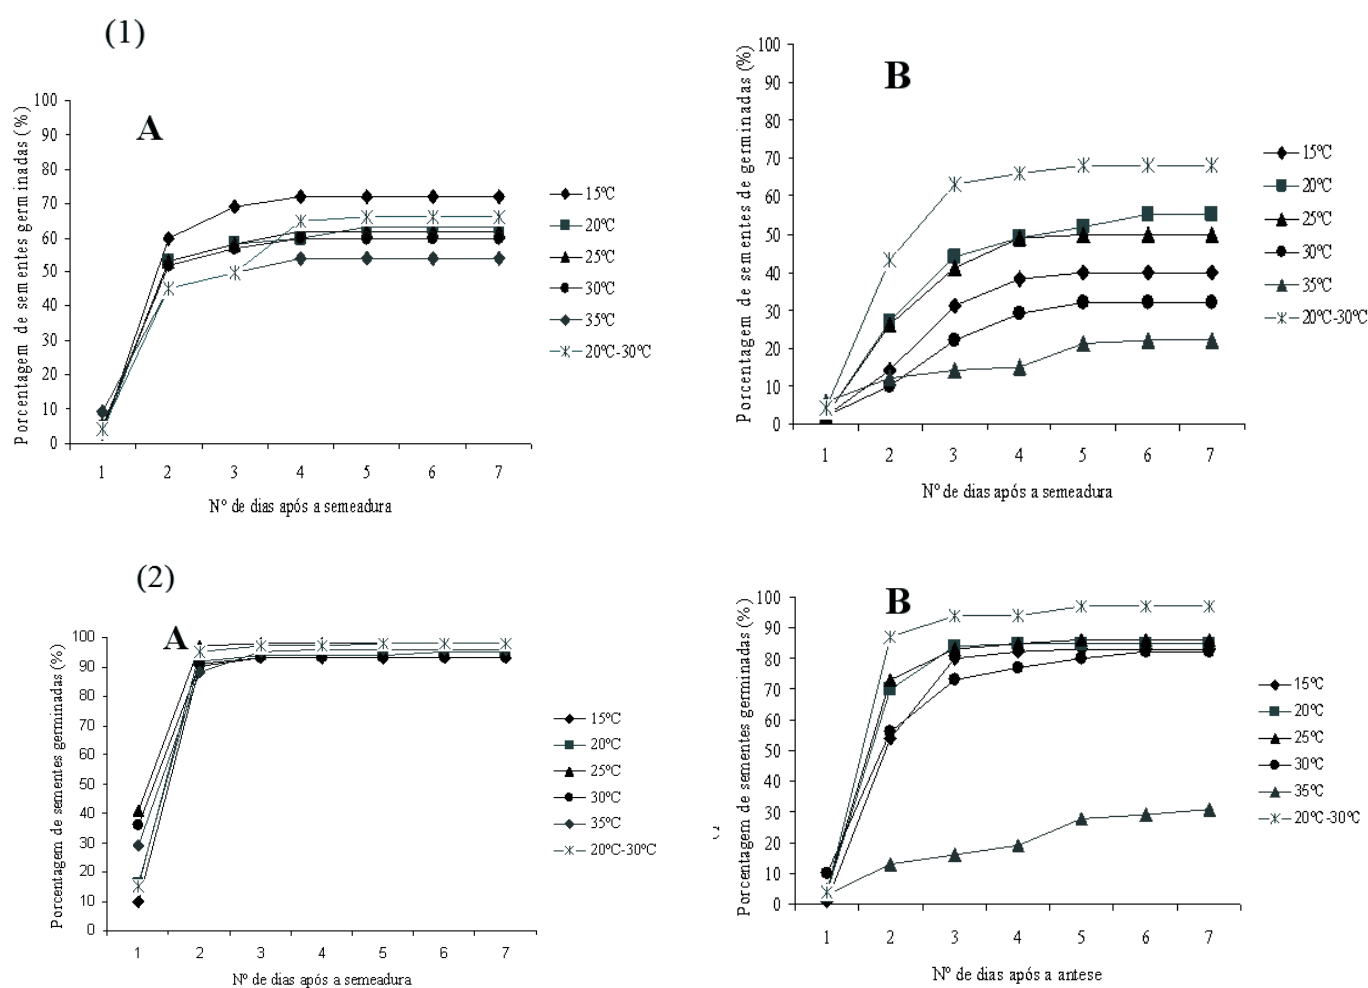 (1)
A
Porcentagem de sementes germinadas (%)
100
90
80
70
60
50
40
30
20
10
0
1 2 3 4 5 6 7
Nº de dias após a semeadura
15ºC
20ºC
25ºC
30ºC
35ºC
20ºC-30ºC
B
Porcentagem de sementes de germinadas (%)
100
90
80
70
60
50
40
30
20
10
0
1 2 3 4 5 6 7
Nº de dias após a semeadura
15ºC
20ºC
25ºC
30ºC
35ºC
20ºC-30ºC
(2)
A
Porcentagem de sementes germinadas (%)
100
90
80
70
60
50
40
30
20
10
0
1 2 3 4 5 6 7
Nº de dias após a semeadura
15ºC
20ºC
25ºC
30ºC
35ºC
20ºC-30ºC
B
Porcentagem de sementes germinadas (%)
100
90
80
70
60
50
40
30
20
10
0
1 2 3 4 5 6 7
Nº de dias após a antese
15ºC
20ºC
25ºC
30ºC
35ºC
20ºC-30ºC